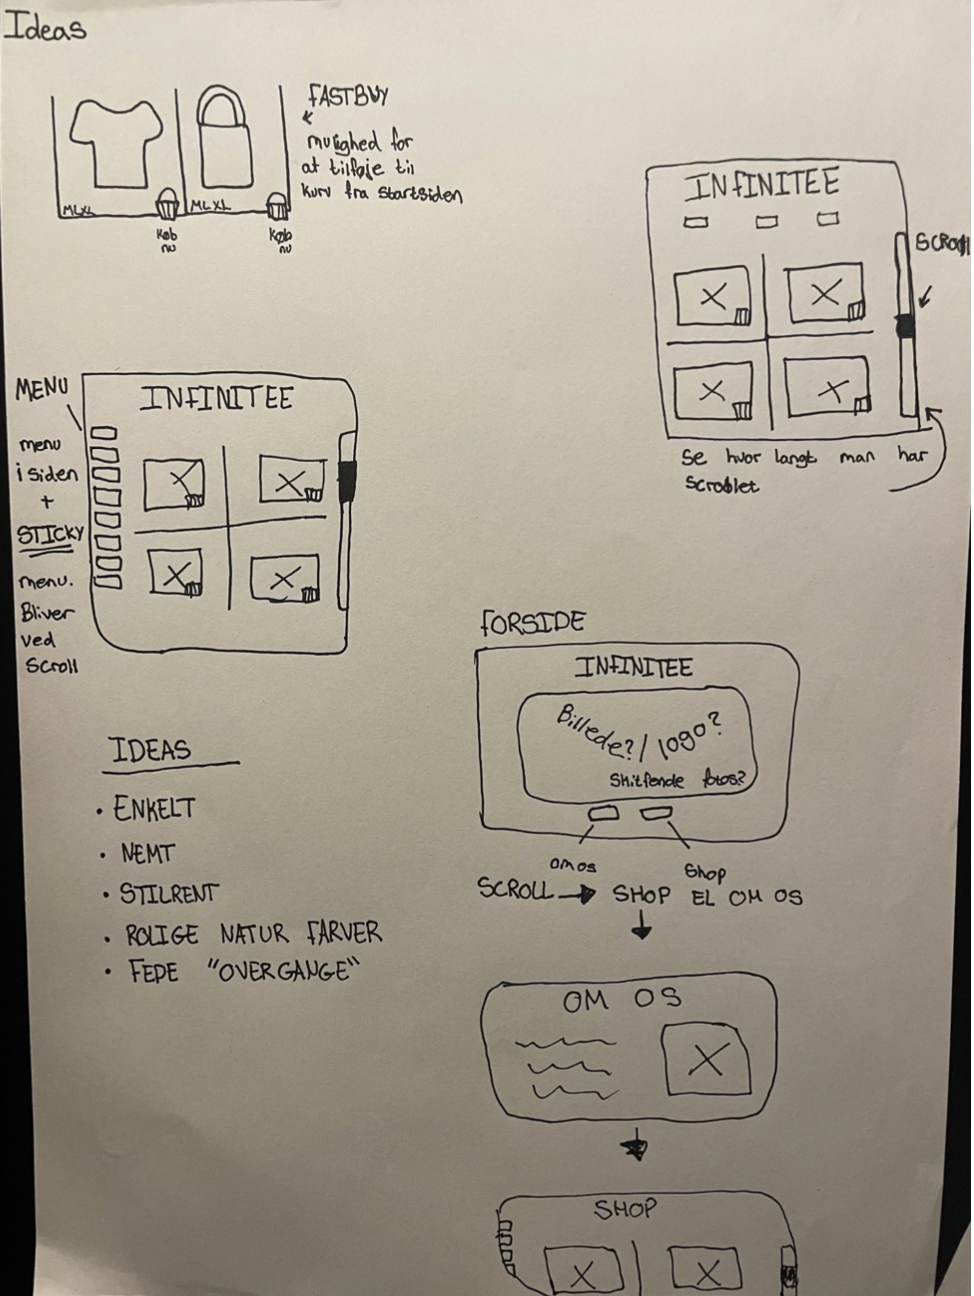 Ideas
FASTBUY
mulighed for
at tilføje til
kurv fra startsiden
MLXL
MLXL
Køb
nu
Køb
nu
INFINITEE
SCROLL
Se hvor langt man har
scrollet
MENU
menu
i siden
+
STICKY
menu.
Bliver
ved
scroll
INFINITEE
FORSIDE
INFINITEE
Billede?/ logo?
Skiftende fotos?
om os
shop
SCROLL → SHOP EL OM OS
IDEAS
• ENKELT
• NEMT
• STILRENT
• ROLIGE NATUR FARVER
• FEDE "OVERGANGE"
OM OS
SHOP